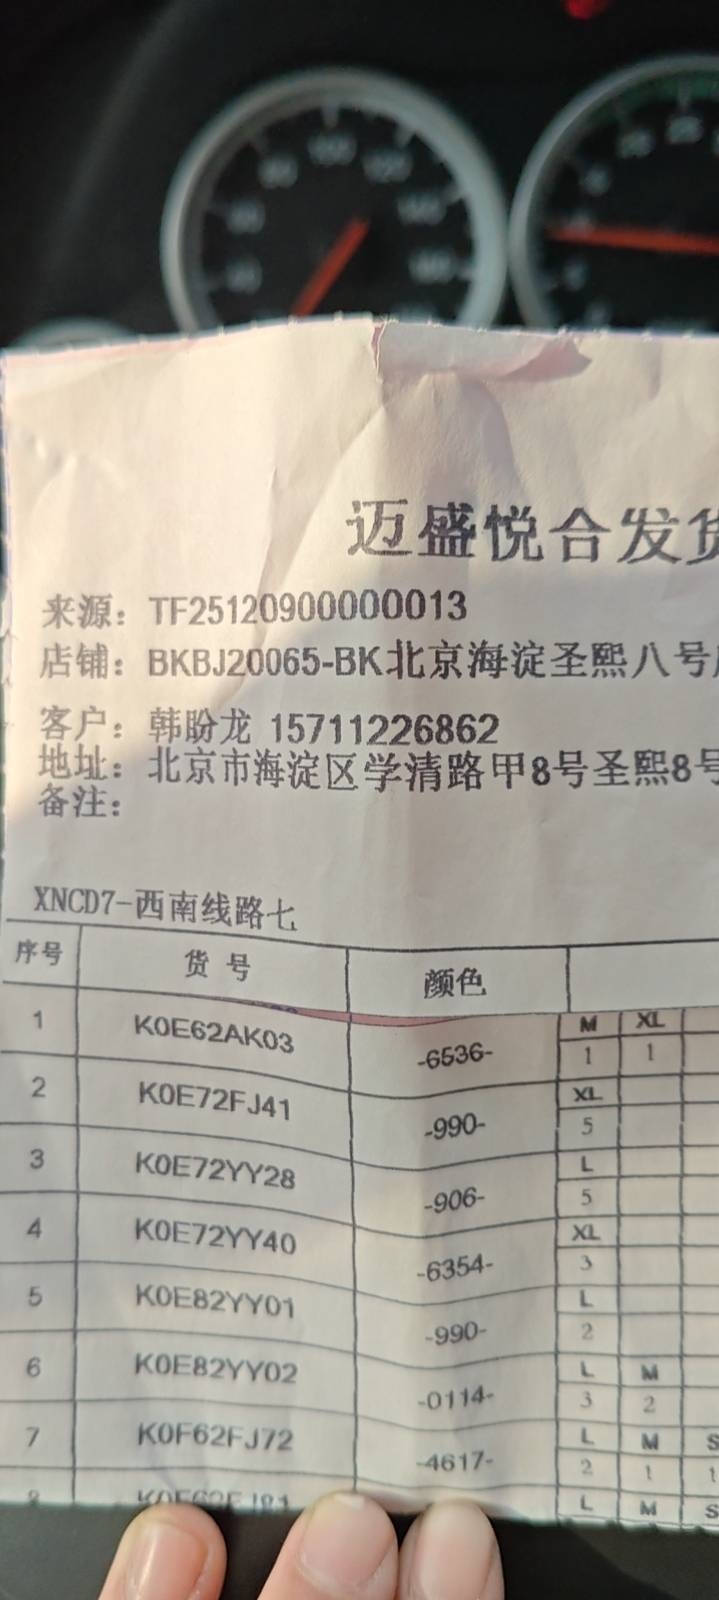 迈盛悦合发货
来源：TF25120900000013
店铺：BKBJ20065-BK北京海淀圣熙八号
客户：韩盼龙 15711226862
地址：北京市海淀区学清路甲8号圣熙8号
备注：
XNCD7-西南线路七
序号 货 号 颜色
1 K0E62AK03 -6536- M XL
1 1
2 K0E72FJ41 -990- XL
5
3 K0E72YY28 -906- L
5
4 K0E72YY40 -6354- XL
3
5 K0E82YY01 -990- L
2
6 K0E82YY02 -0114- L M
3 2
7 K0F62FJ72 -4617- L M S
2 1 1
8 K0F62FJ81 L M S